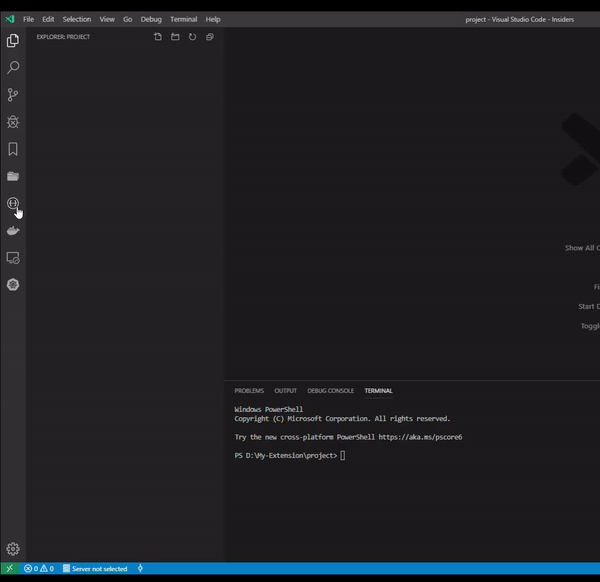 File Edit Selection View Go Debug Terminal Help
project - Visual Studio Code - Insiders
EXPLORER: PROJECT
Show All C
Fi
Start D
Toggl
PROBLEMS OUTPUT DEBUG CONSOLE TERMINAL
Windows PowerShell
Copyright (C) Microsoft Corporation. All rights reserved.
Try the new cross-platform PowerShell https://aka.ms/pscore6
PS D:\My-Extension\project>
0 0 Server not selected